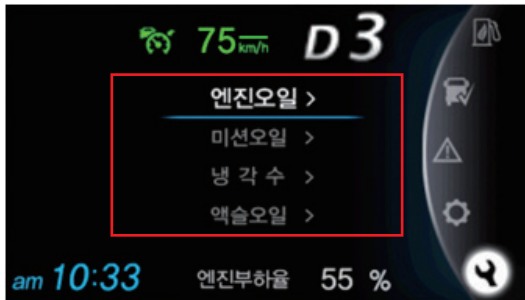 75 km/h D 3
엔진오일 >
미션오일 >
냉 각 수 >
액슬오일 >
am 10:33 엔진부하율 55 %